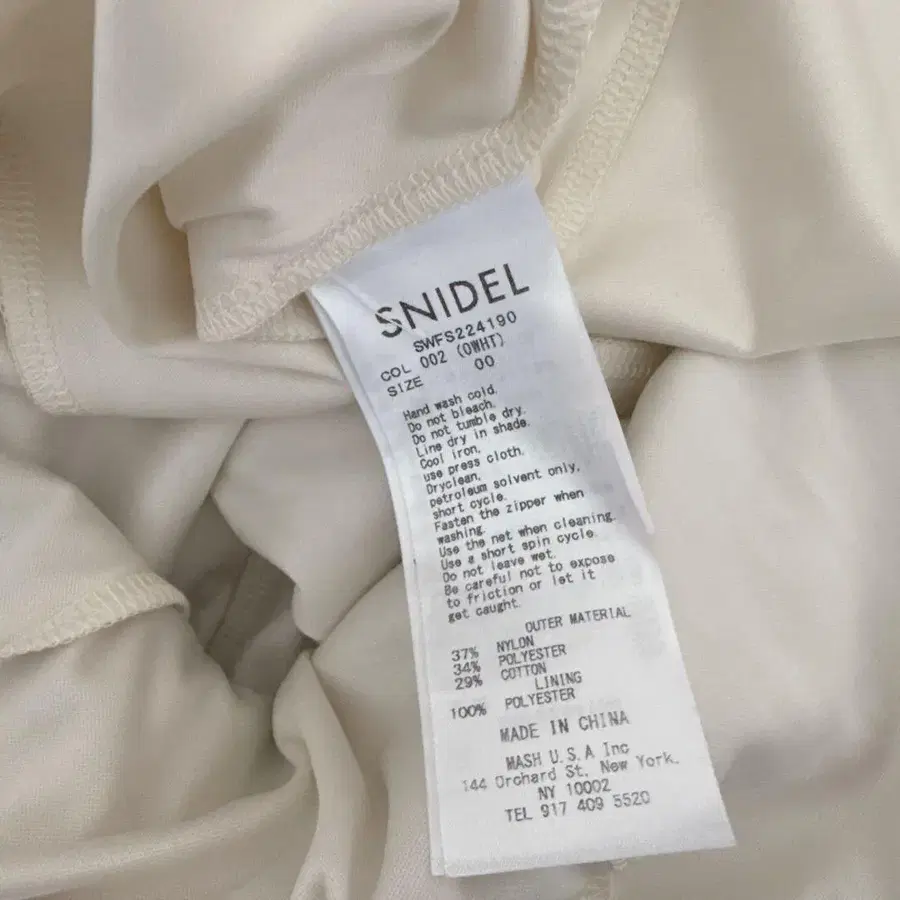 SNIDEL
SWFS224190
COL 002 (OWHT)
SIZE 00
Hand wash cold.
Do not bleach.
Do not tumble dry.
Line dry in shade.
Cool iron,
use press cloth.
Dryclean,
petroleum solvent only,
short cycle.
Fasten the zipper when
washing.
Use the net when cleaning.
Use a short spin cycle.
Do not leave wet.
Be careful not to expose
to friction or let it
get caught.
OUTER MATERIAL
37% NYLON
34% POLYESTER
29% COTTON
LINING
100% POLYESTER
MADE IN CHINA
MASH U.S.A Inc
144 Orchard St, New York,
NY 10002
TEL 917 409 5520